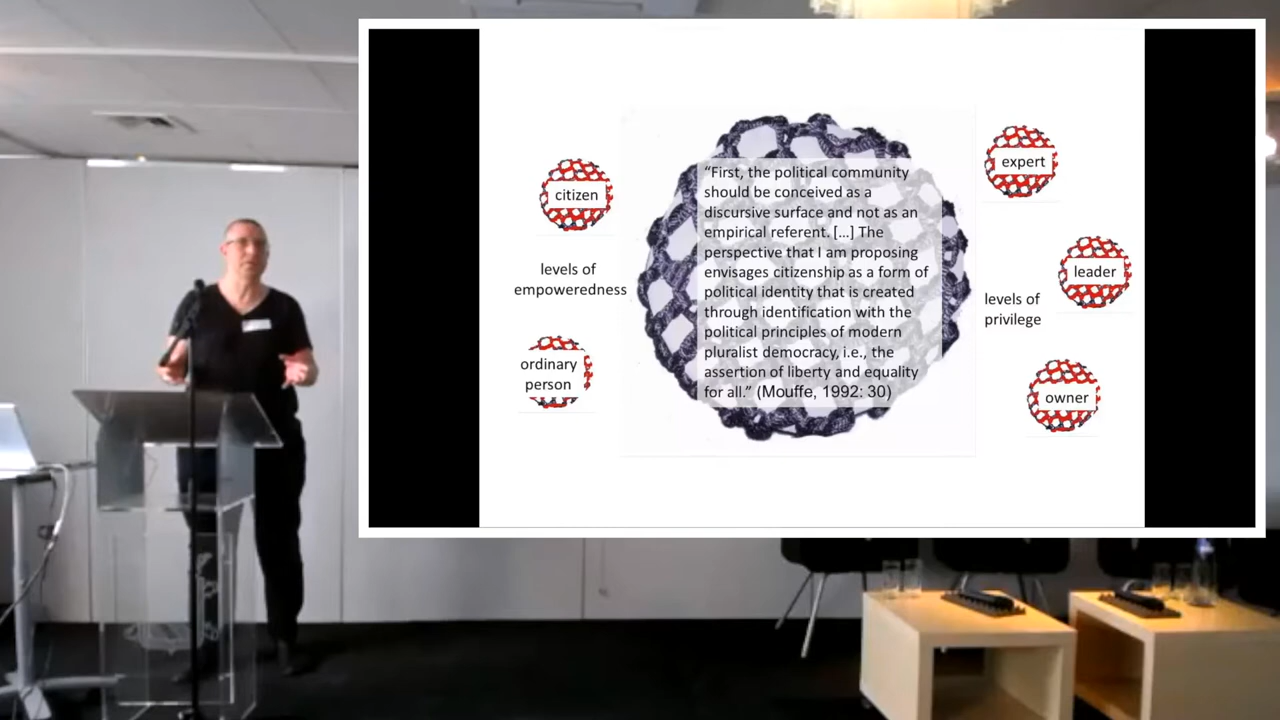 citizen
levels of
empoweredness
ordinary
person
“First, the political community
should be conceived as a
discursive surface and not as an
empirical referent. […] The
perspective that I am proposing
envisages citizenship as a form of
political identity that is created
through identification with the
political principles of modern
pluralist democracy, i.e., the
assertion of liberty and equality
for all.” (Mouffe, 1992: 30)
expert
leader
levels of
privilege
owner